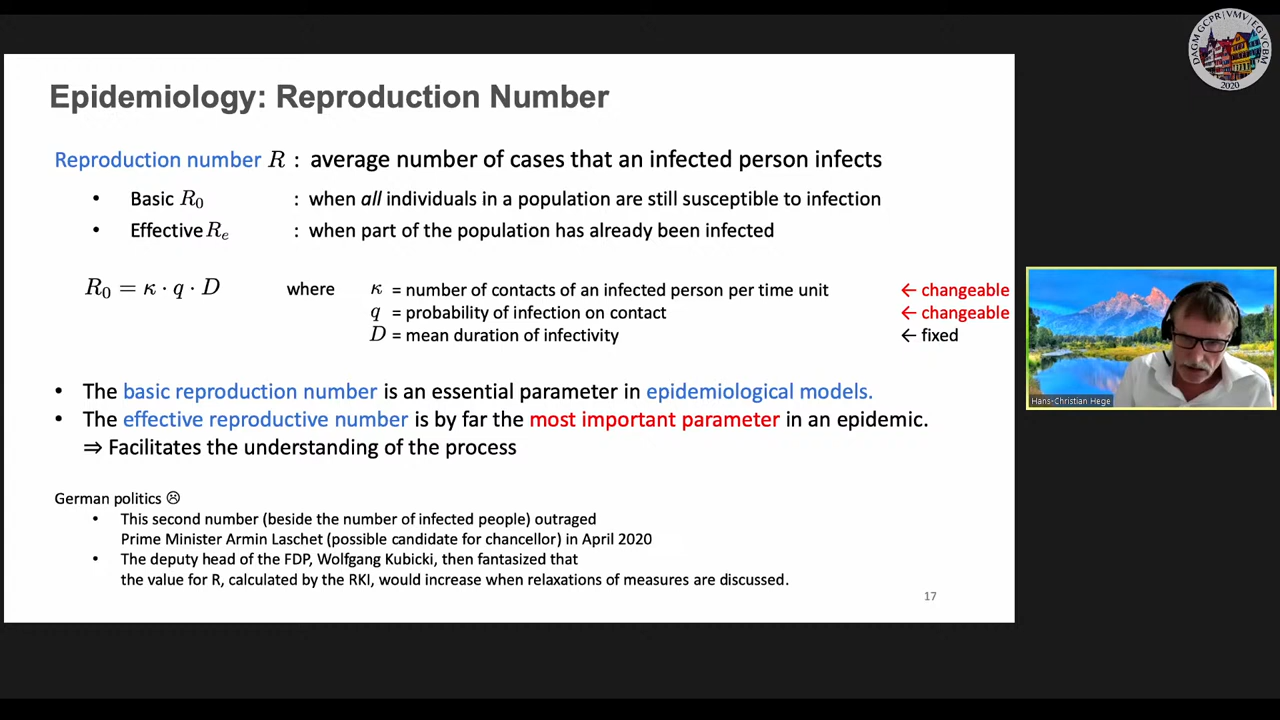 DAGM GCPR | VMV | EG VCBM
2020
Epidemiology: Reproduction Number
Reproduction number R : average number of cases that an infected person infects
• Basic R₀ : when all individuals in a population are still susceptible to infection
• Effective Rₑ : when part of the population has already been infected
R₀ = κ · q · D where κ = number of contacts of an infected person per time unit ← changeable
q = probability of infection on contact ← changeable
D = mean duration of infectivity ← fixed
Hans-Christian Hege
• The basic reproduction number is an essential parameter in epidemiological models.
• The effective reproductive number is by far the most important parameter in an epidemic.
⇒ Facilitates the understanding of the process
German politics ☹
• This second number (beside the number of infected people) outraged
Prime Minister Armin Laschet (possible candidate for chancellor) in April 2020
• The deputy head of the FDP, Wolfgang Kubicki, then fantasized that
the value for R, calculated by the RKI, would increase when relaxations of measures are discussed.
17